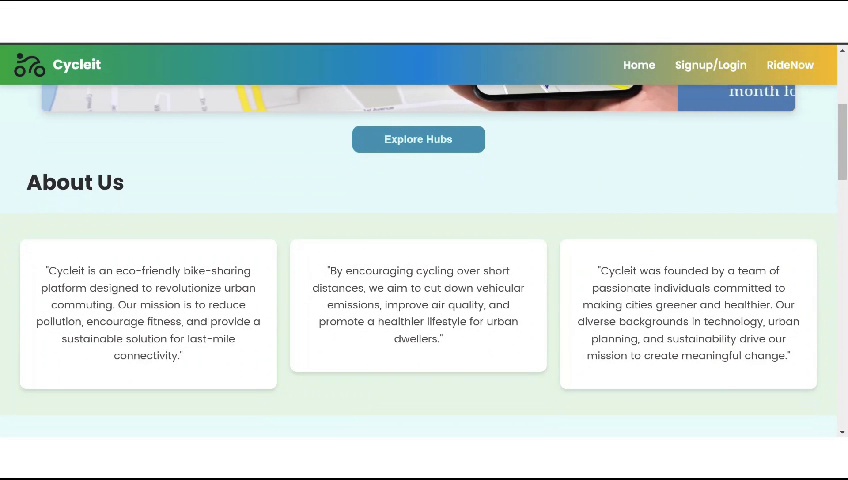 Cycleit
Home
Signup/Login
RideNow
month lo
Explore Hubs
About Us
"Cycleit is an eco-friendly bike-sharing
platform designed to revolutionize urban
commuting. Our mission is to reduce
pollution, encourage fitness, and provide a
sustainable solution for last-mile
connectivity."
"By encouraging cycling over short
distances, we aim to cut down vehicular
emissions, improve air quality, and
promote a healthier lifestyle for urban
dwellers."
"Cycleit was founded by a team of
passionate individuals committed to
making cities greener and healthier. Our
diverse backgrounds in technology, urban
planning, and sustainability drive our
mission to create meaningful change."